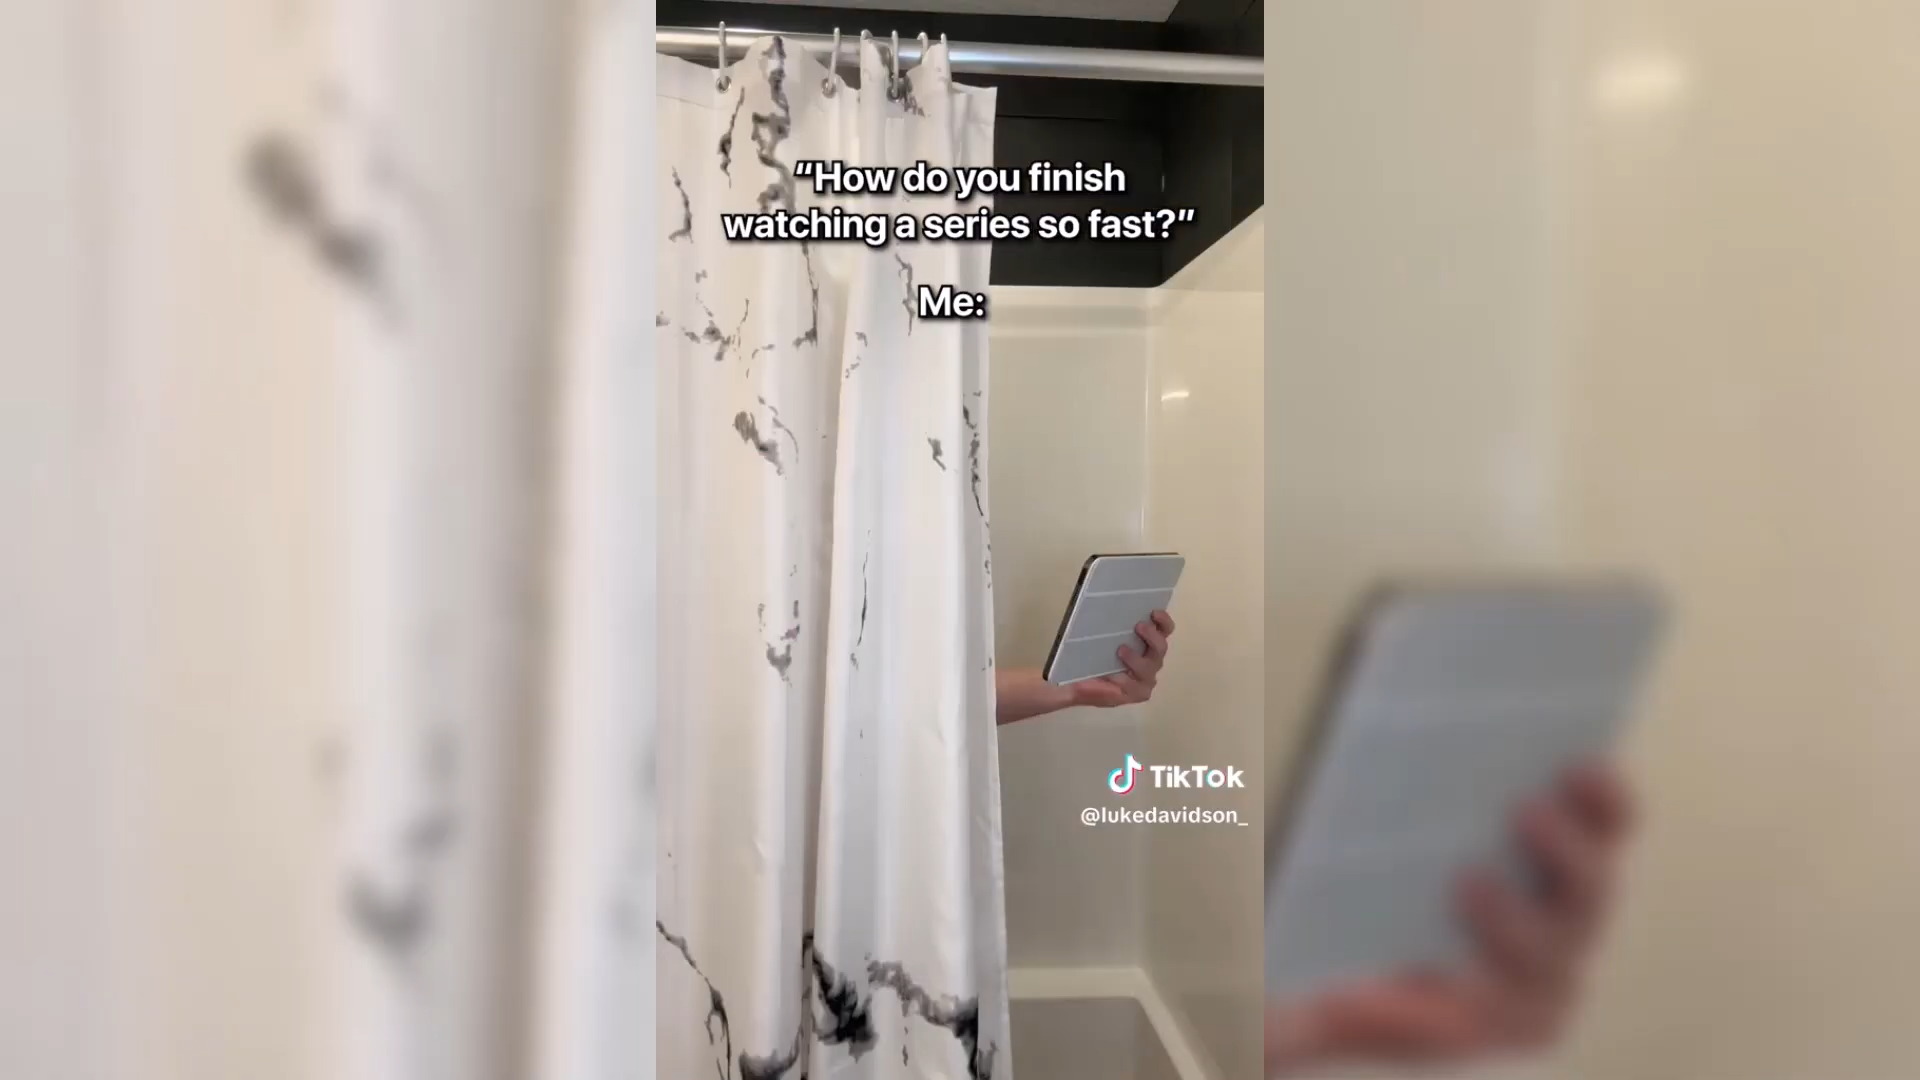 “How do you finish
watching a series so fast?”
Me:
TikTok
@lukedavidson_